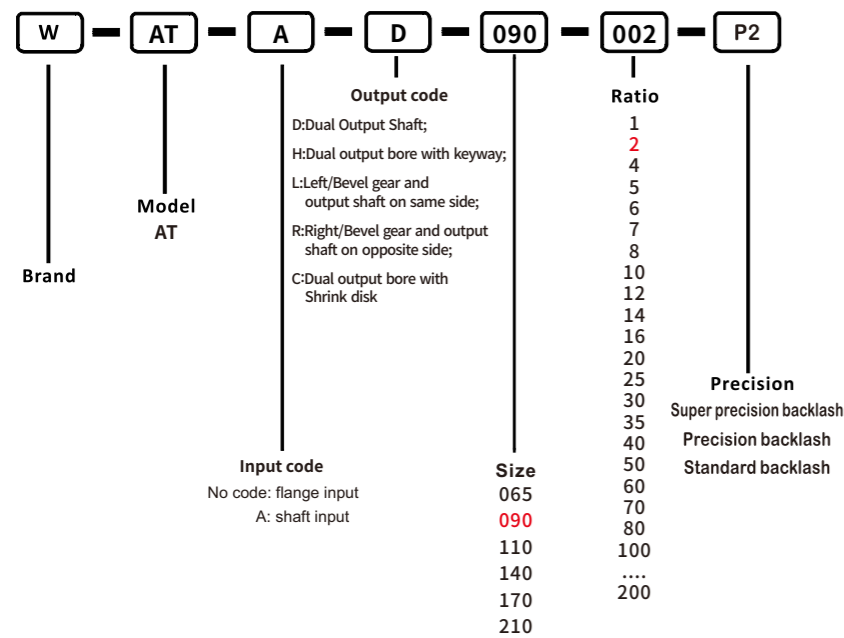 W AT A D 090 002 P2
Output code
D:Dual Output Shaft;
H:Dual output bore with keyway;
L:Left/Bevel gear and
output shaft on same side;
R:Right/Bevel gear and output
shaft on opposite side;
C:Dual output bore with
Shrink disk
Ratio
1
2
4
5
6
7
8
10
12
14
16
20
25
30
35
40
50
60
70
80
100
....
200
Model
AT
Brand
Precision
Super precision backlash
Precision backlash
Standard backlash
Input code
No code: flange input
A: shaft input
Size
065
090
110
140
170
210